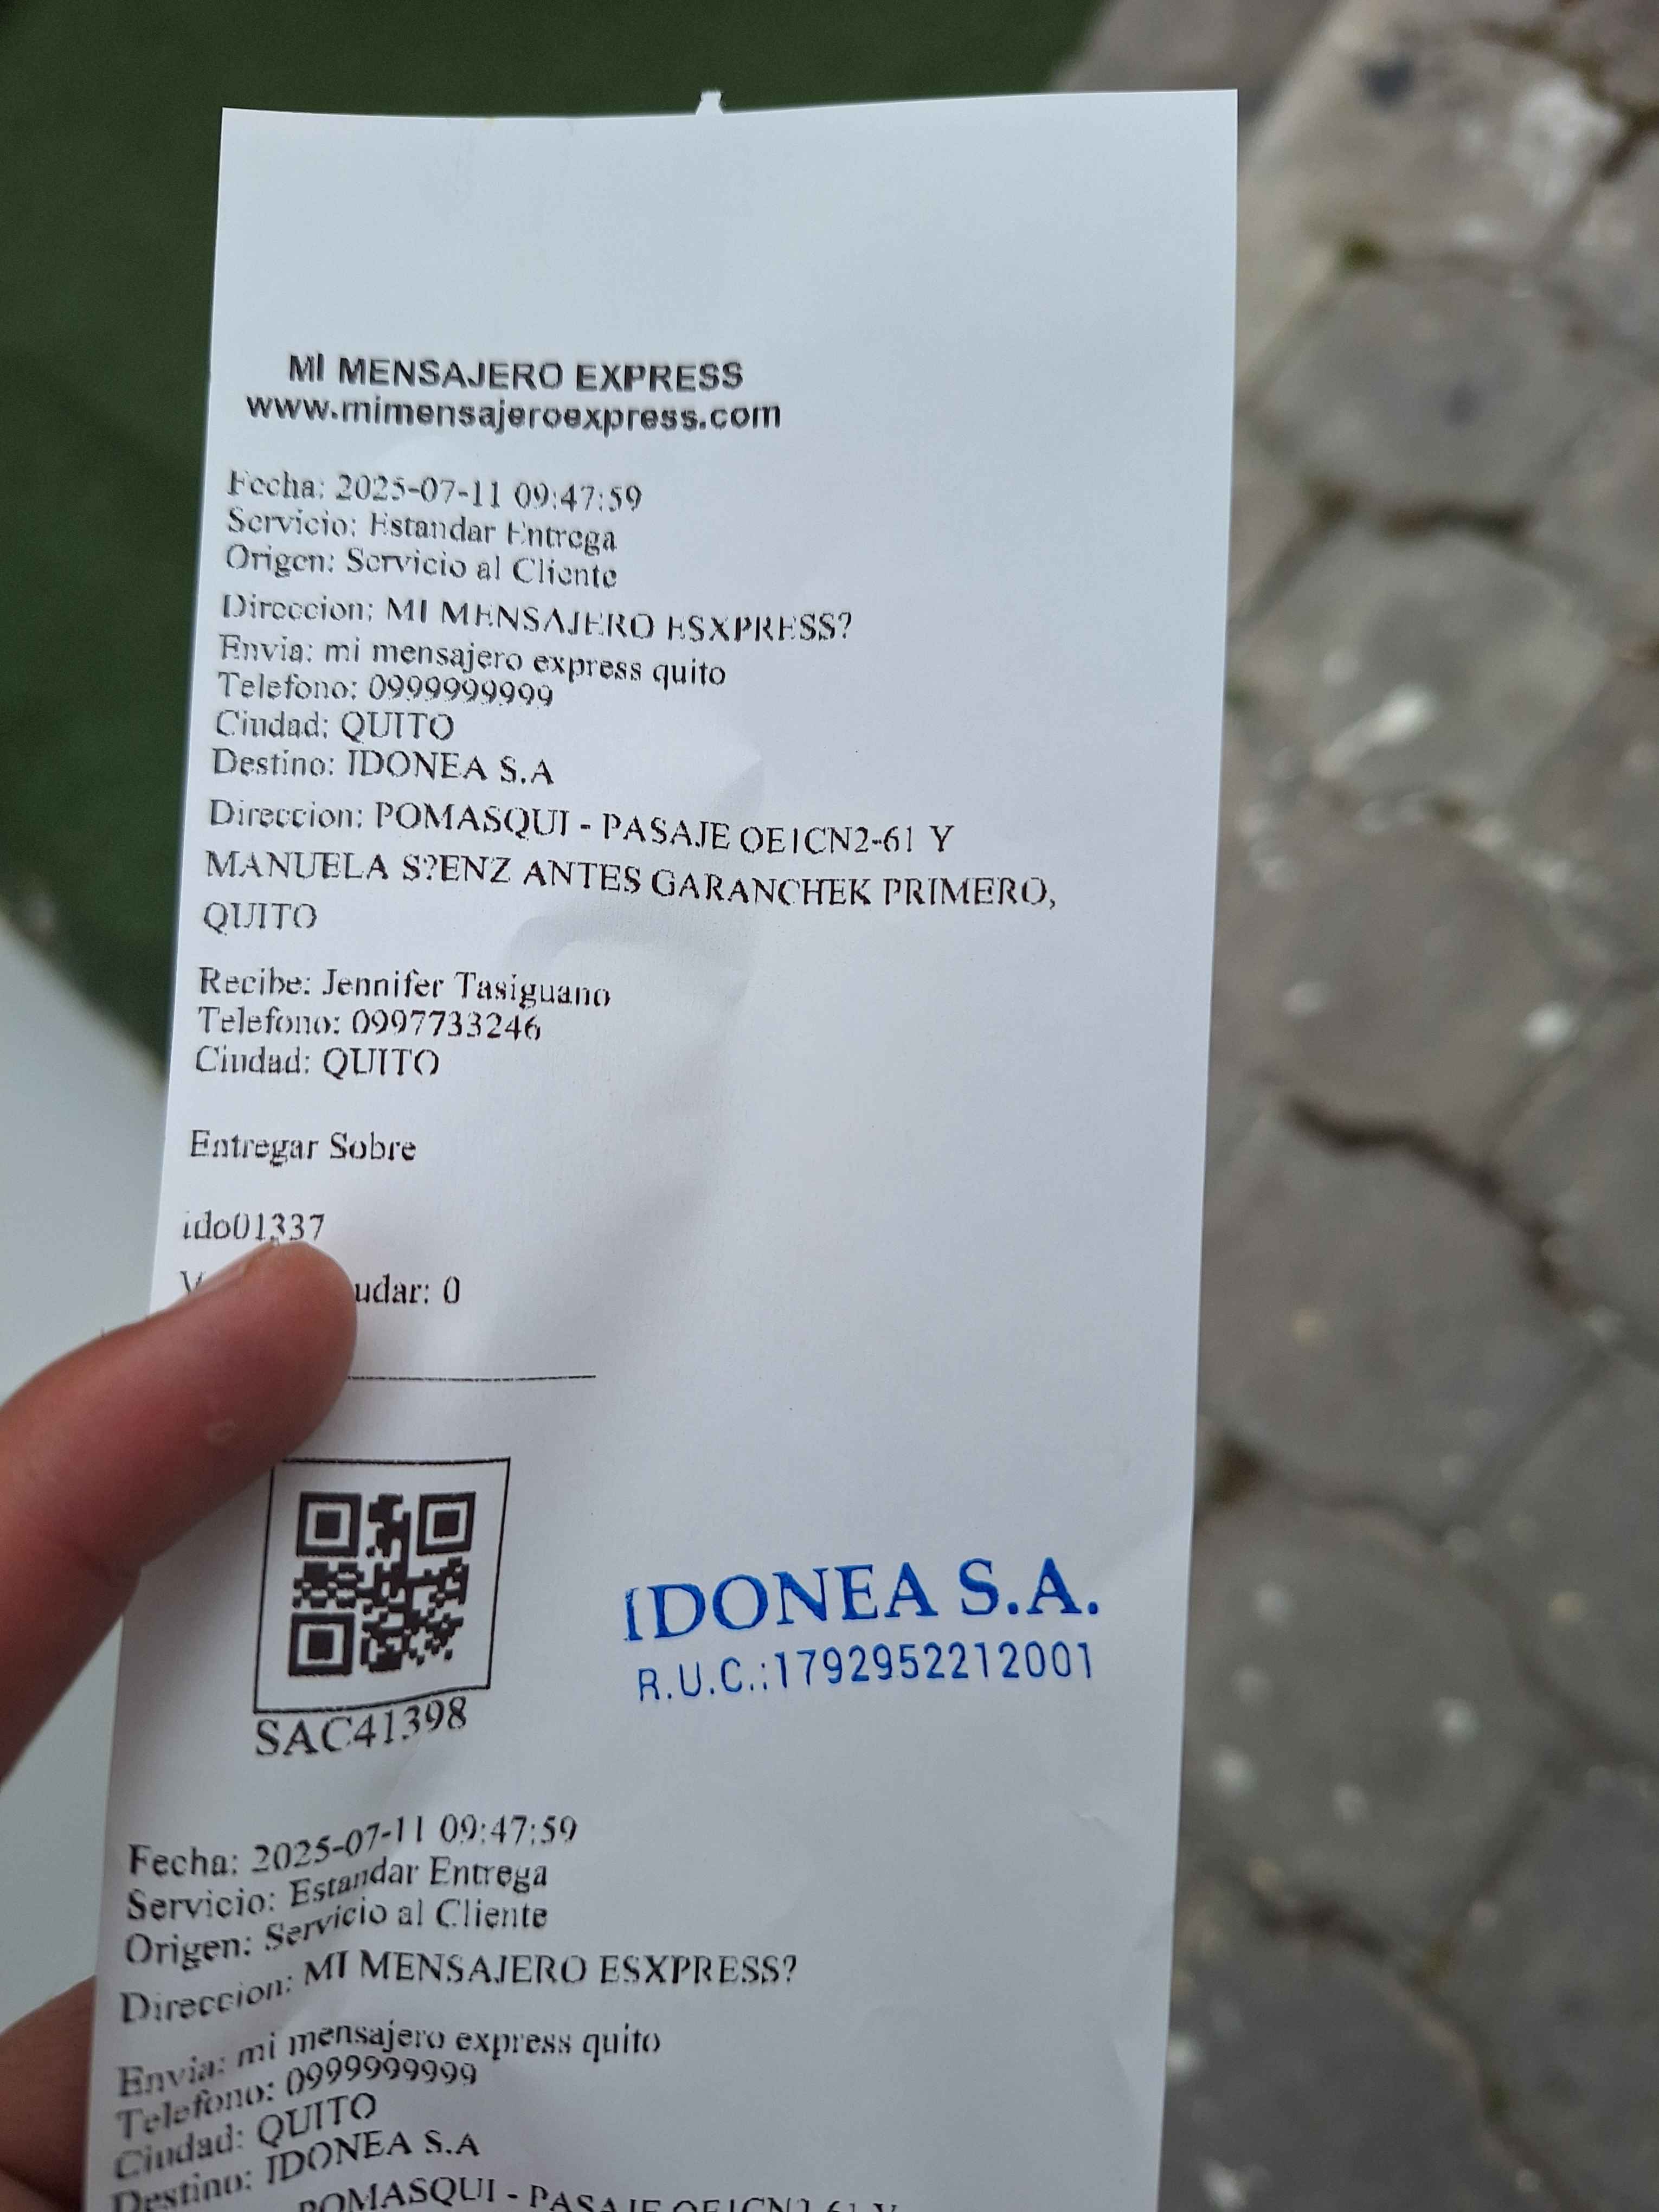 MI MENSAJERO EXPRESS
www.mimensajeroexpress.com
Fecha: 2025-07-11 09:47:59
Servicio: Estandar Entrega
Origen: Servicio al Cliente
Direccion: MI MENSAJERO ESXPRESS?
Envia: mi mensajero express quito
Telefono: 0999999999
Ciudad: QUITO
Destino: IDONEA S.A
Direccion: POMASQUI - PASAJE OE1CN2-61 Y
MANUELA S?ENZ ANTES GARANCHEK PRIMERO,
QUITO
Recibe: Jennifer Tasiguano
Telefono: 0997733246
Ciudad: QUITO
Entregar Sobre
ido01337
udar: 0
IDONEA S.A.
R.U.C.:1792952212001
SAC41398
Fecha: 2025-07-11 09:47:59
Servicio: Estandar Entrega
Origen: Servicio al Cliente
Direccion: MI MENSAJERO ESXPRESS?
Envia: mi mensajero express quito
Telefono: 0999999999
Ciudad: QUITO
Destino: IDONEA S.A
POMASQUI - PASAJE OE1CN2-61 Y